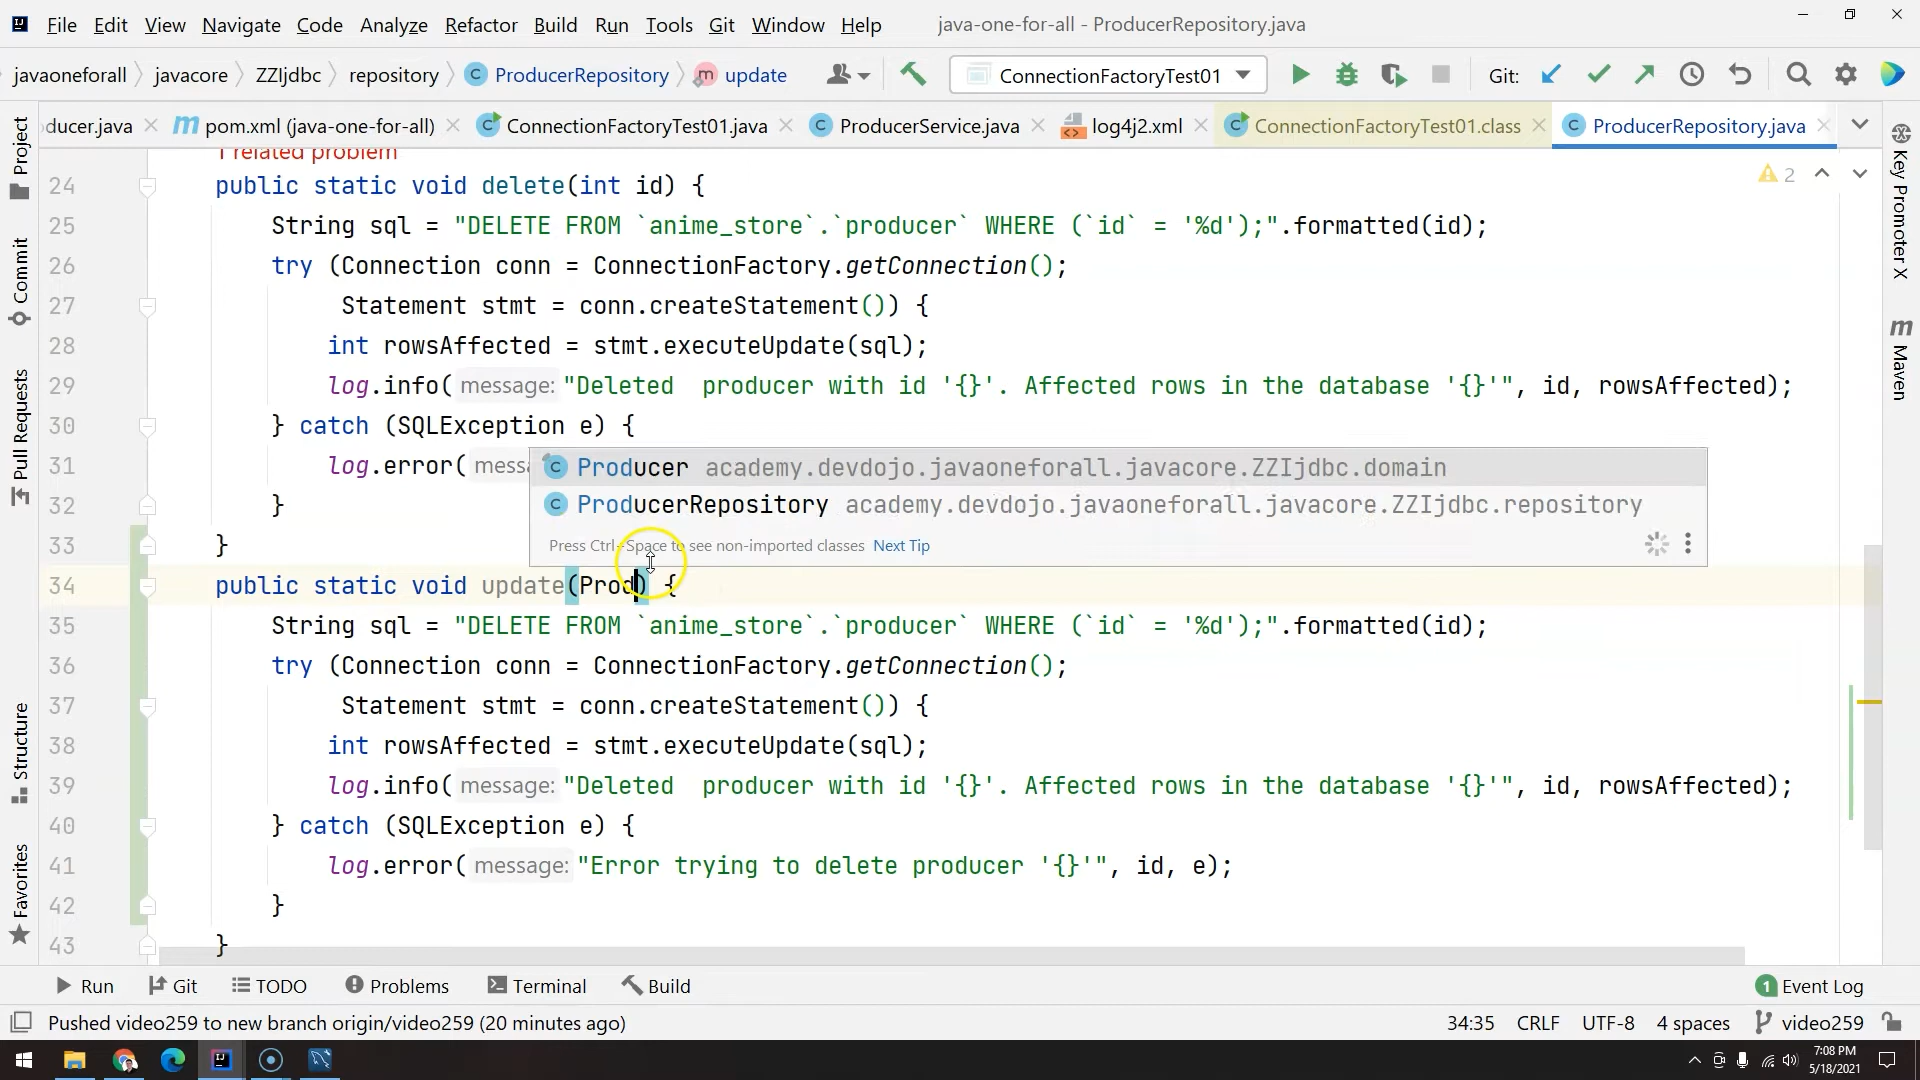 File Edit View Navigate Code Analyze Refactor Build Run Tools Git Window Help java-one-for-all - ProducerRepository.java
javaoneforall javacore ZZIjdbc repository ProducerRepository update ConnectionFactoryTest01 Git:
ducer.java pom.xml (java-one-for-all) ConnectionFactoryTest01.java ProducerService.java log4j2.xml ConnectionFactoryTest01.class ProducerRepository.java
1 related problem
24 public static void delete(int id) { 2
25 String sql = "DELETE FROM `anime_store`.`producer` WHERE (`id` = '%d');".formatted(id);
26 try (Connection conn = ConnectionFactory.getConnection();
27 Statement stmt = conn.createStatement()) {
28 int rowsAffected = stmt.executeUpdate(sql);
29 log.info( message: "Deleted  producer with id '{}'. Affected rows in the database '{}'", id, rowsAffected);
30 } catch (SQLException e) {
31 log.error( messa
Producer academy.devdojo.javaoneforall.javacore.ZZIjdbc.domain
32 }
ProducerRepository academy.devdojo.javaoneforall.javacore.ZZIjdbc.repository
33 }
Press Ctrl+Space to see non-imported classes Next Tip
34 public static void update(Prod) {
35 String sql = "DELETE FROM `anime_store`.`producer` WHERE (`id` = '%d');".formatted(id);
36 try (Connection conn = ConnectionFactory.getConnection();
37 Statement stmt = conn.createStatement()) {
38 int rowsAffected = stmt.executeUpdate(sql);
39 log.info( message: "Deleted  producer with id '{}'. Affected rows in the database '{}'", id, rowsAffected);
40 } catch (SQLException e) {
41 log.error( message: "Error trying to delete producer '{}'", id, e);
42 }
43 }
Project
Commit
Pull Requests
Structure
Favorites
Key Promoter X
Maven
Run Git TODO Problems Terminal Build 1 Event Log
Pushed video259 to new branch origin/video259 (20 minutes ago) 34:35 CRLF UTF-8 4 spaces video259
7:08 PM
5/18/2021